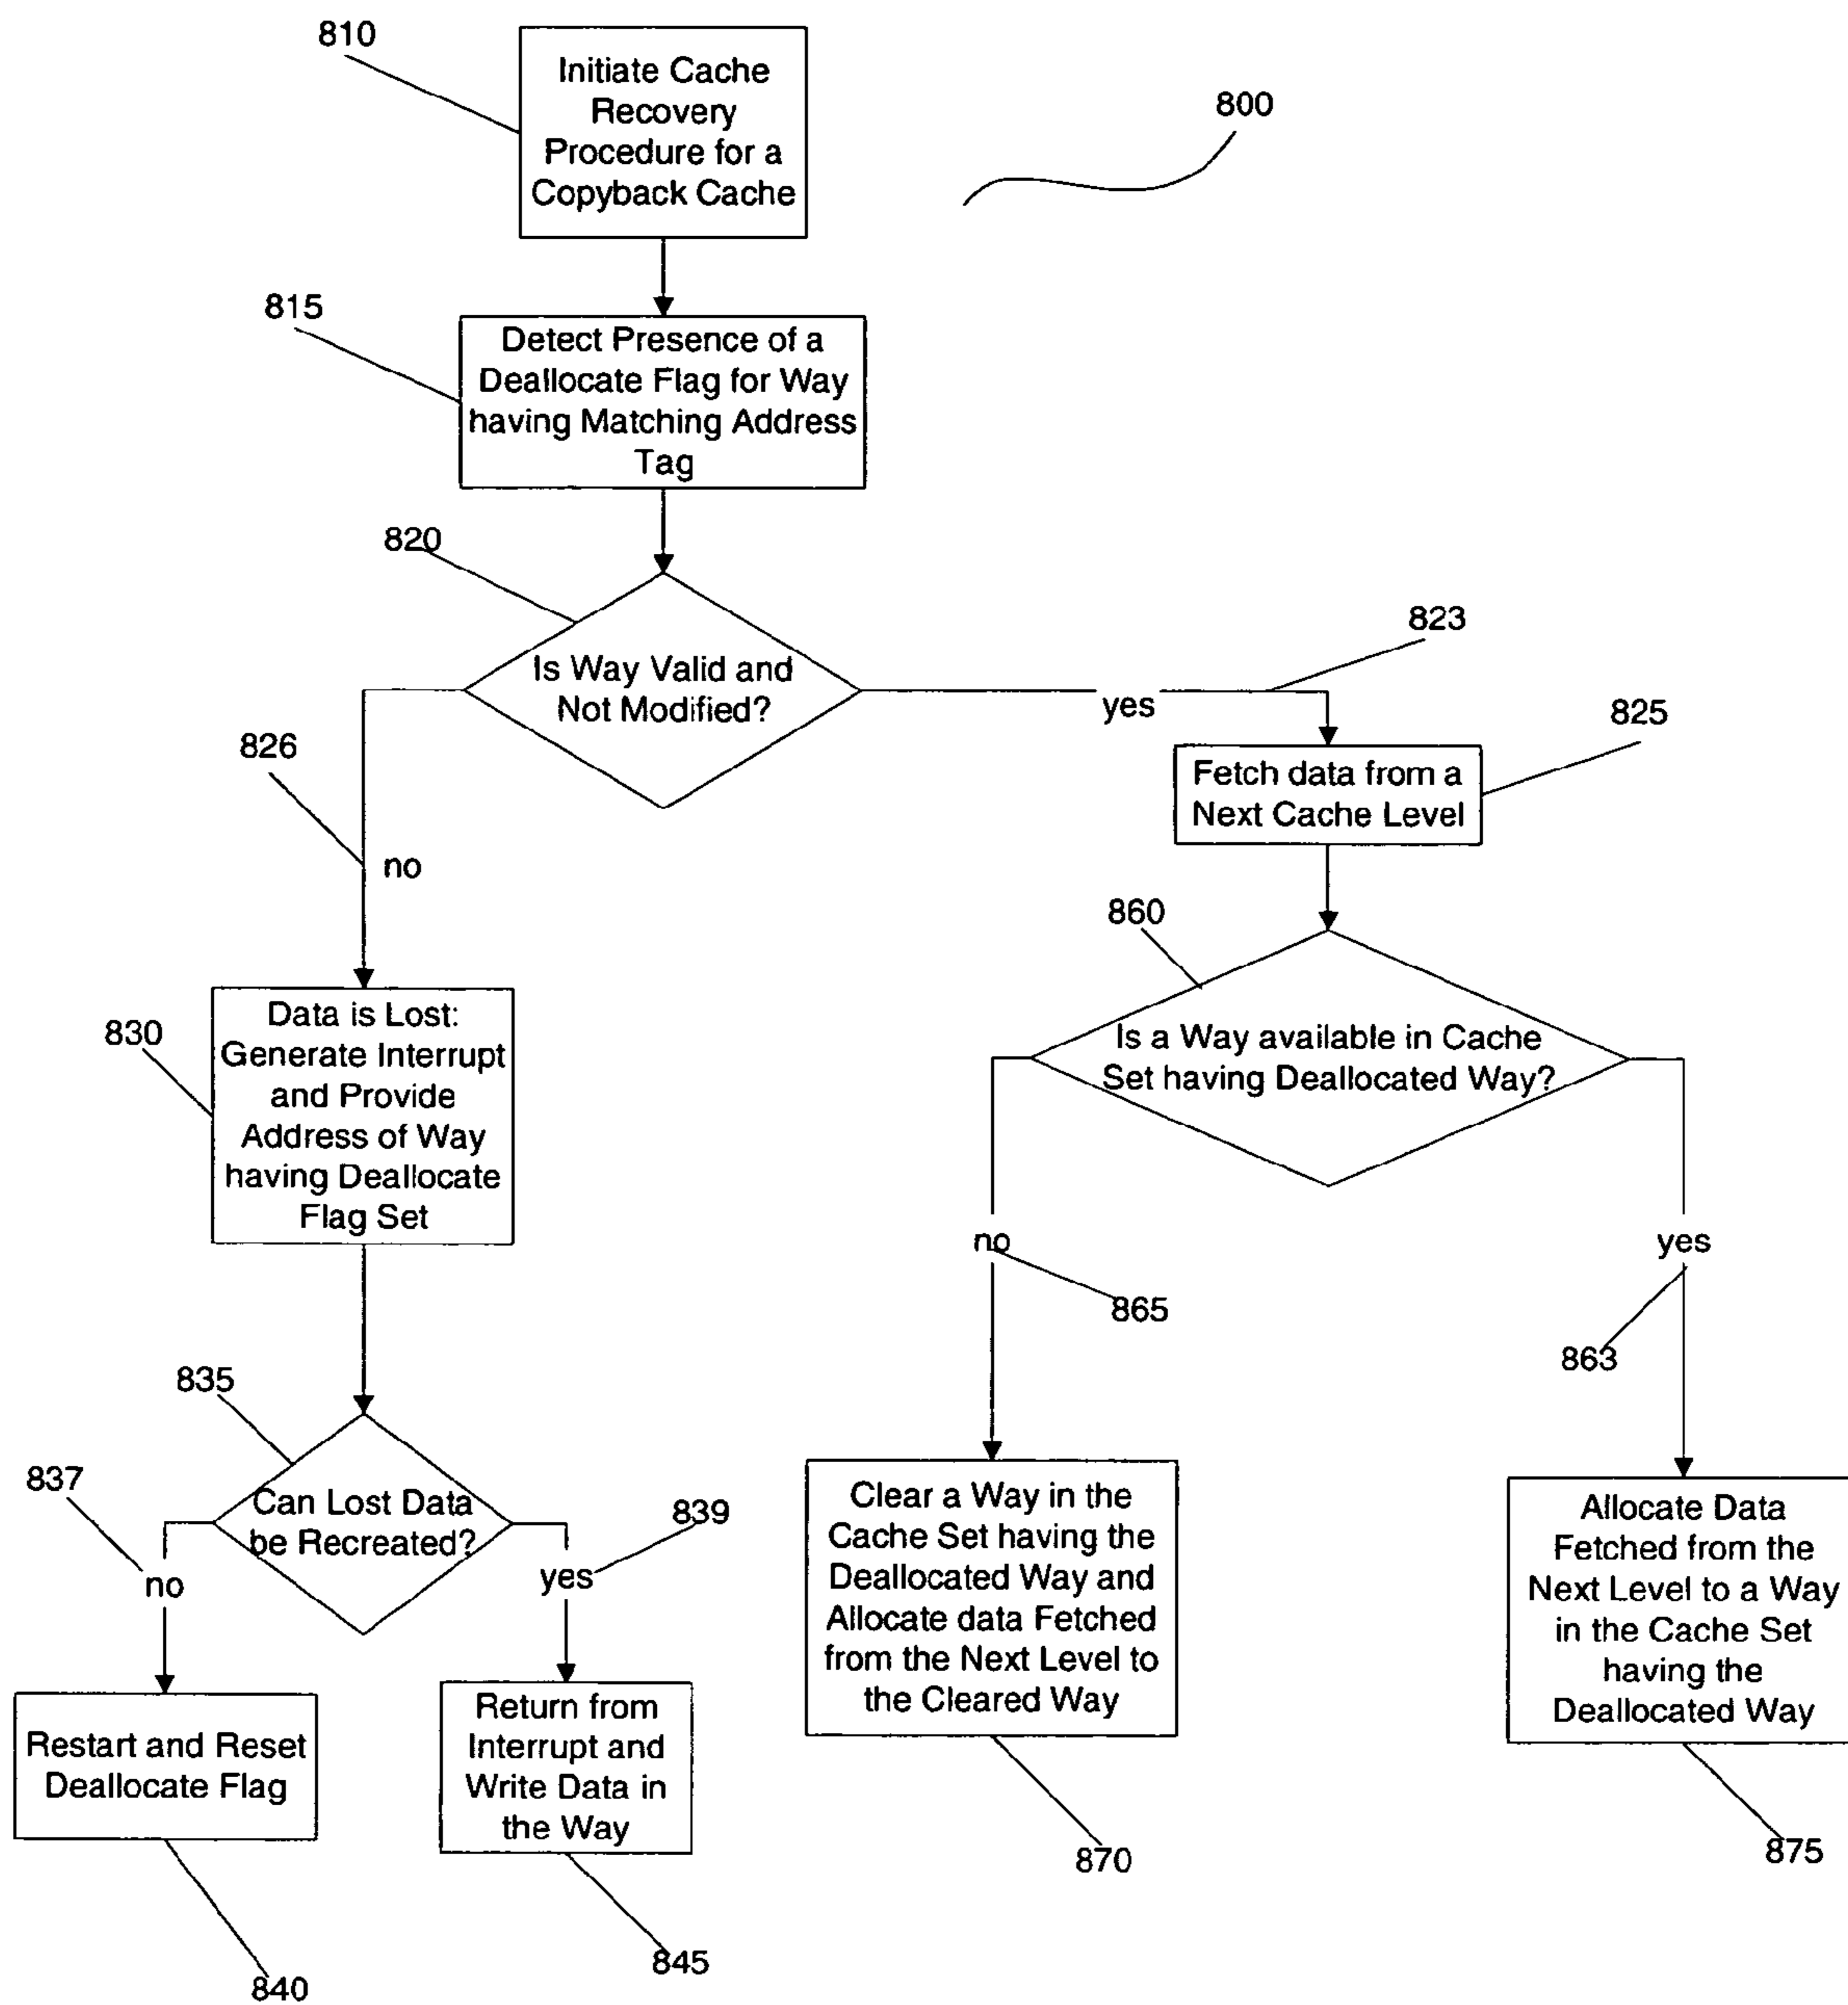 810
Initiate Cache
Recovery
Procedure for a
Copyback Cache
800
815
Detect Presence of a
Deallocate Flag for Way
having Matching Address
Tag
820
Is Way Valid and
Not Modified?
823
yes
825
826
no
Fetch data from a
Next Cache Level
860
Is a Way available in Cache
Set having Deallocated Way?
830
Data is Lost:
Generate Interrupt
and Provide
Address of Way
having Deallocate
Flag Set
no
865
yes
863
835
Can Lost Data
be Recreated?
837
no
839
yes
Clear a Way in the
Cache Set having the
Deallocated Way and
Allocate data Fetched
from the Next Level to
the Cleared Way
Allocate Data
Fetched from the
Next Level to a Way
in the Cache Set
having the
Deallocated Way
Restart and Reset
Deallocate Flag
Return from
Interrupt and
Write Data in
the Way
870
875
840
845